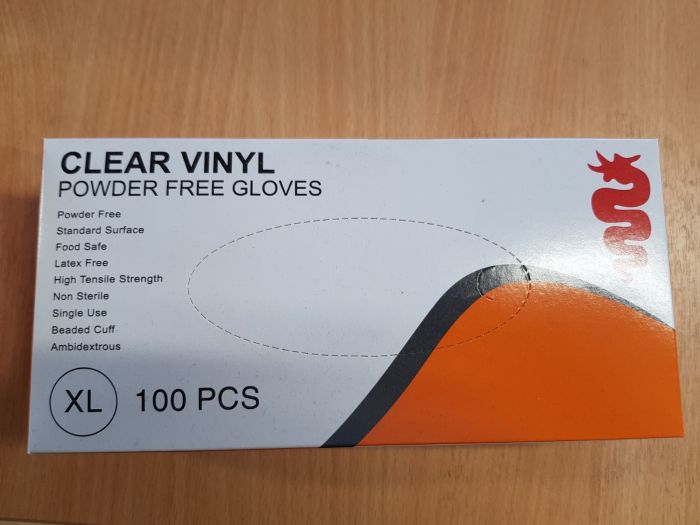 CLEAR VINYL
POWDER FREE GLOVES
Powder Free
Standard Surface
Food Safe
Latex Free
High Tensile Strength
Non Sterile
Single Use
Beaded Cuff
Ambidextrous
XL 100 PCS